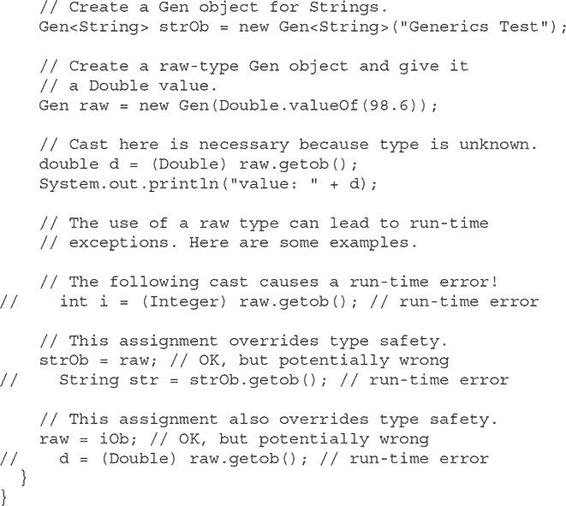 // Create a Gen object for Strings.
Gen<String> strOb = new Gen<String>("Generics Test");
// Create a raw-type Gen object and give it
// a Double value.
Gen raw = new Gen(Double.valueOf(98.6));
// Cast here is necessary because type is unknown.
double d = (Double) raw.getob();
System.out.println("value: " + d);
// The use of a raw type can lead to run-time
// exceptions. Here are some examples.
// The following cast causes a run-time error!
//    int i = (Integer) raw.getob(); // run-time error
// This assignment overrides type safety.
strOb = raw; // OK, but potentially wrong
//    String str = strOb.getob(); // run-time error
// This assignment also overrides type safety.
raw = iOb; // OK, but potentially wrong
//    d = (Double) raw.getob(); // run-time error
}
}